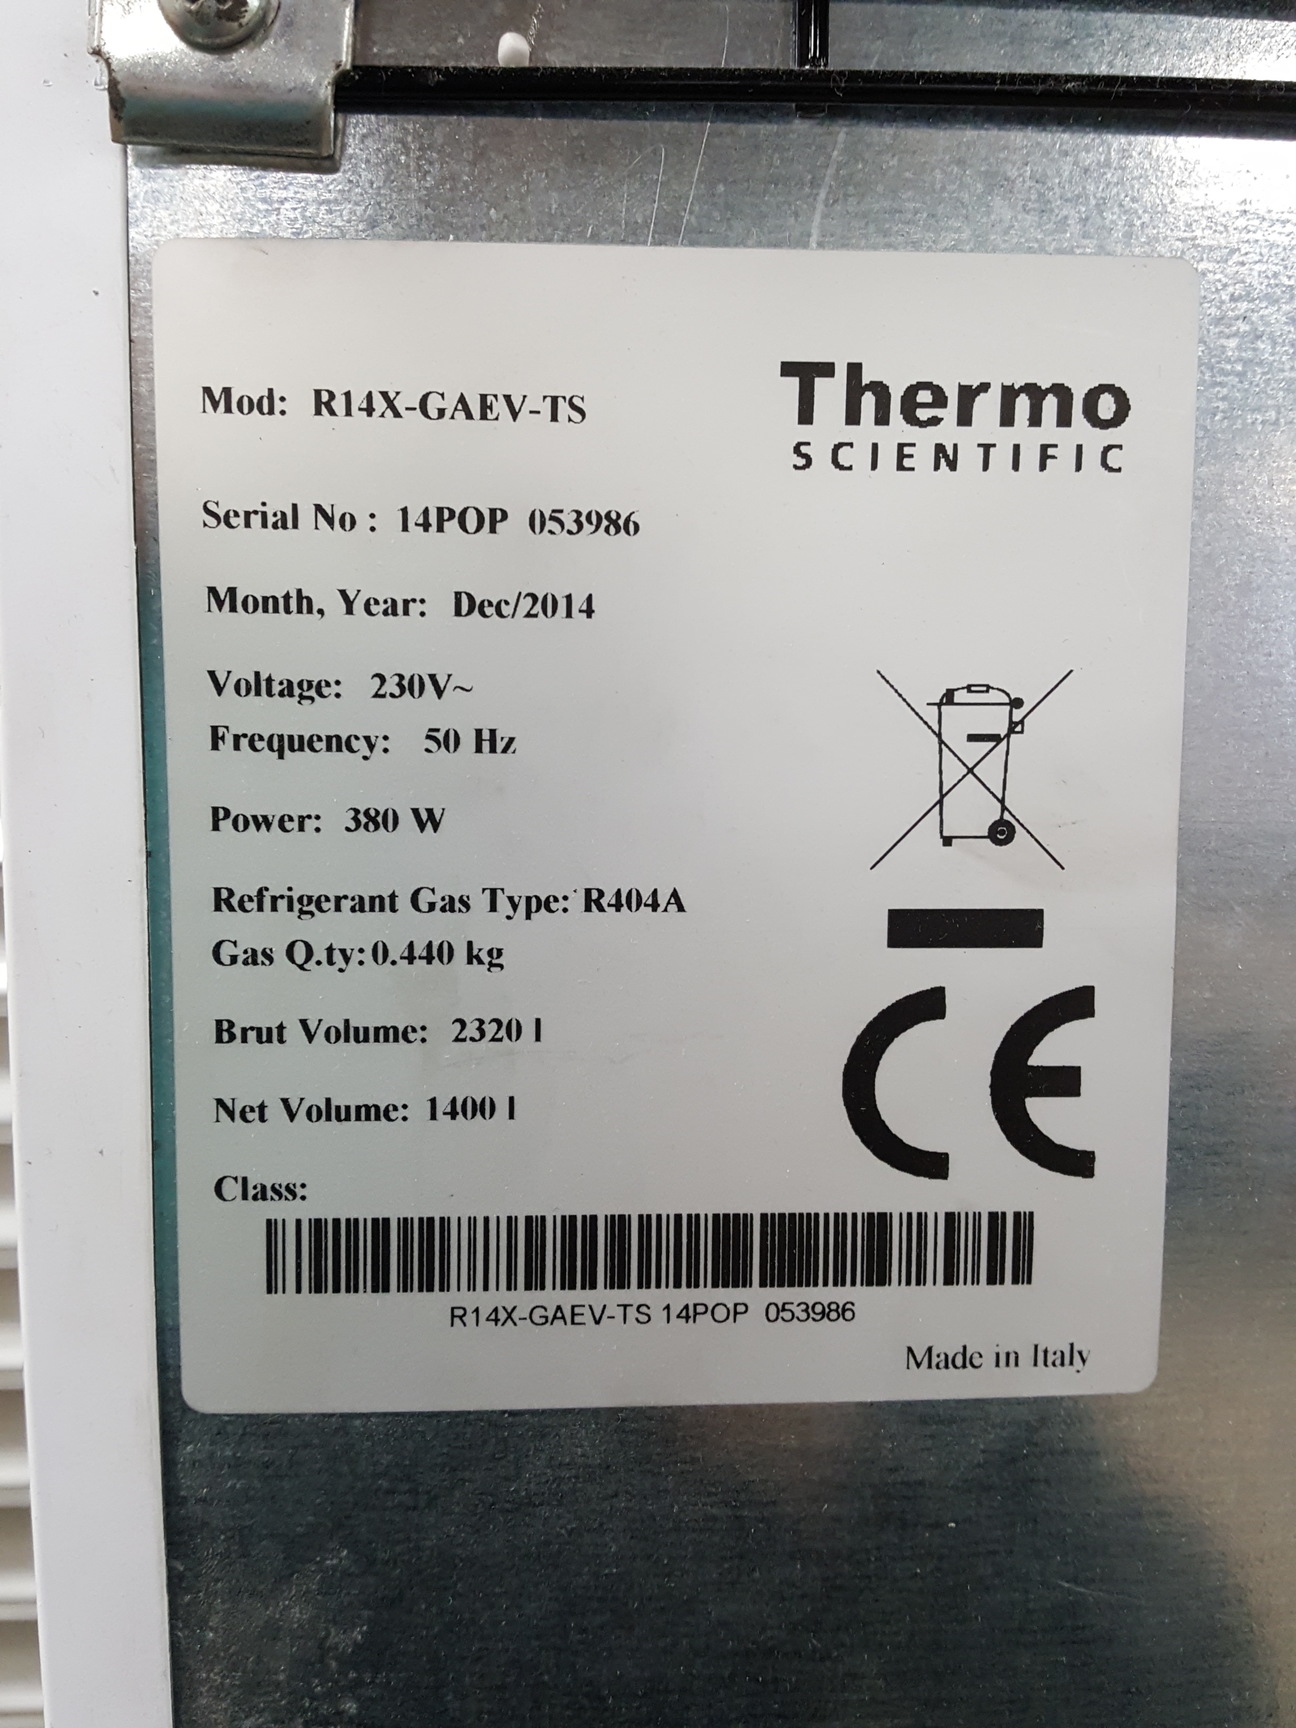 Thermo
SCIENTIFIC
Mod: R14X-GAEV-TS
Serial No : 14POP 053986
Month, Year: Dec/2014
Voltage: 230V~
Frequency: 50 Hz
Power: 380 W
Refrigerant Gas Type: R404A
Gas Q.ty: 0.440 kg
Brut Volume: 2320 l
Net Volume: 1400 l
Class:
CE
R14X-GAEV-TS 14POP 053986
Made in Italy